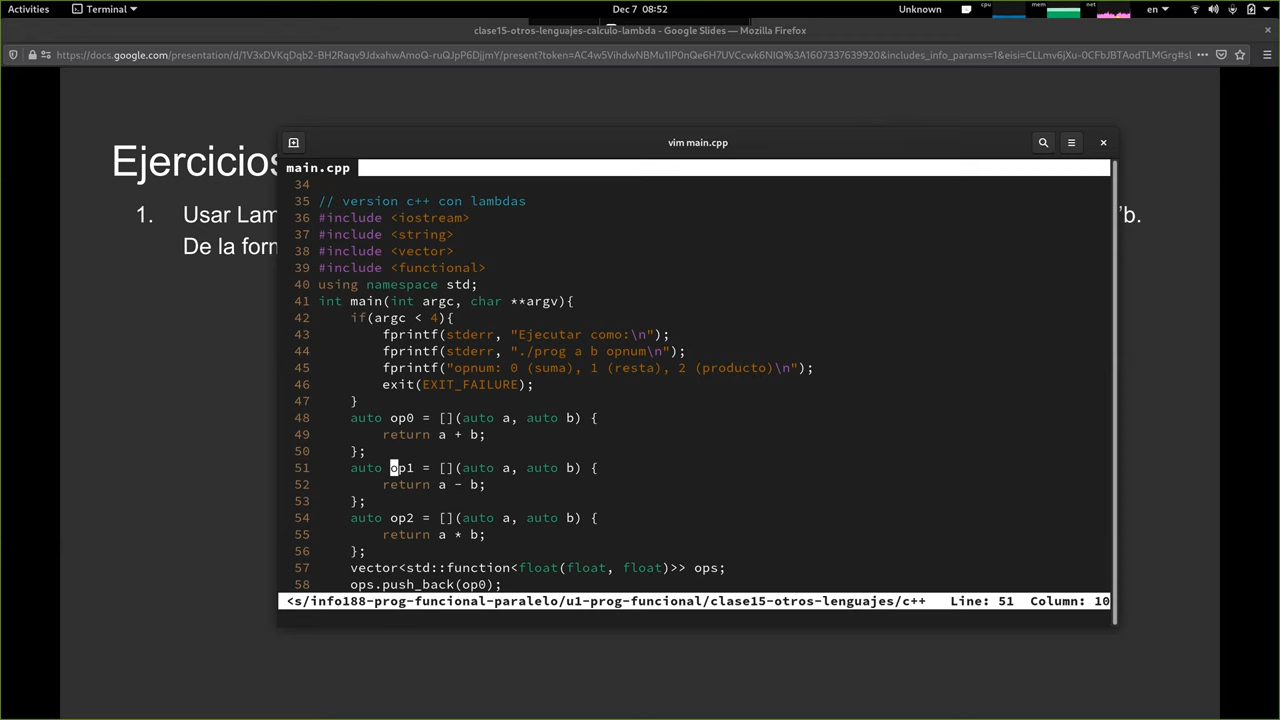 Activities Terminal Dec 7 08:52 Unknown cpu mem net en
clase15-otros-lenguajes-calculo-lambda - Google Slides — Mozilla Firefox
https://docs.google.com/presentation/d/1V3xDVKqDqb2-BH2Raqv9JdxahwAmoQ-ruQJpP6DjjmY/present?token=AC4w5VihdwNBMu1IP0nQe6H7UVCcwk6NIQ%3A1607337639920&includes_info_params=1&eisi=CLLmv6jXu-0CFBJBTAodTLMGrg#sl
Ejercicios
1. Usar Lam
'b.
De la form
vim main.cpp
main.cpp
34
35 // version c++ con lambdas
36 #include <iostream>
37 #include <string>
38 #include <vector>
39 #include <functional>
40 using namespace std;
41 int main(int argc, char **argv){
42 if(argc < 4){
43 fprintf(stderr, "Ejecutar como:\n");
44 fprintf(stderr, "./prog a b opnum\n");
45 fprintf("opnum: 0 (suma), 1 (resta), 2 (producto)\n");
46 exit(EXIT_FAILURE);
47 }
48 auto op0 = [](auto a, auto b) {
49 return a + b;
50 };
51 auto op1 = [](auto a, auto b) {
52 return a - b;
53 };
54 auto op2 = [](auto a, auto b) {
55 return a * b;
56 };
57 vector<std::function<float(float, float)>> ops;
58 ops.push_back(op0);
<s/info188-prog-funcional-paralelo/u1-prog-funcional/clase15-otros-lenguajes/c++ Line: 51 Column: 10